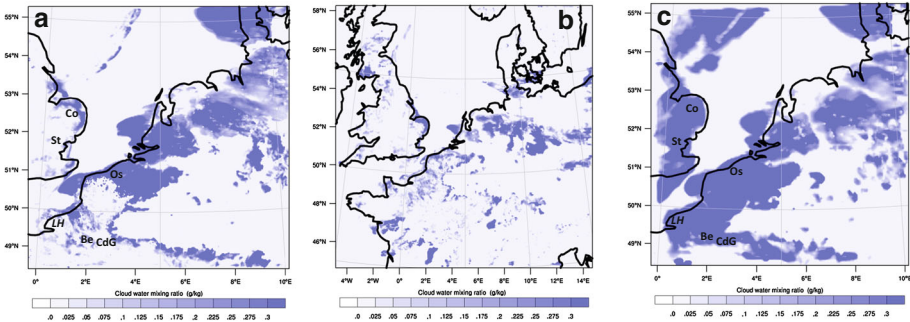 a
55°N
54°N
53°N
52°N
51°N
50°N
49°N
Co
St
Os
LH
Be CdG
0° 2°E 4°E 6°E 8°E 10°E
Cloud water mixing ratio (g/kg)
.0 .025 .05 .075 .1 .125 .15 .175 .2 .225 .25 .275 .3
b
58°N
56°N
54°N
52°N
50°N
48°N
46°N
4°W 2°W 0° 2°E 4°E 6°E 8°E 10°E 12°E 14°E
Cloud water mixing ratio (g/kg)
.0 .025 .05 .075 .1 .125 .15 .175 .2 .225 .25 .275 .3
c
55°N
54°N
53°N
52°N
51°N
50°N
49°N
Co
St
Os
LH
Be CdG
0° 2°E 4°E 6°E 8°E 10°E
Cloud water mixing ratio (g/kg)
.0 .025 .05 .075 .1 .125 .15 .175 .2 .225 .25 .275 .3